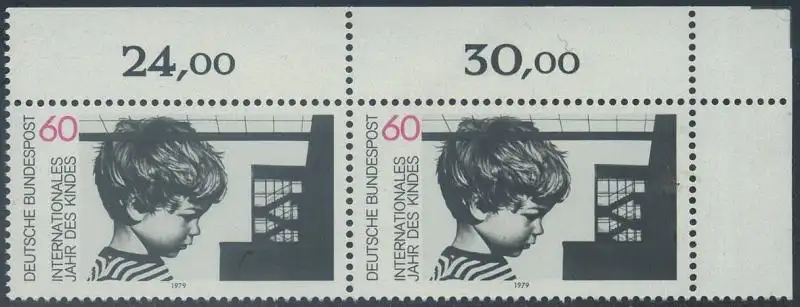 24,00
30,00
60
DEUTSCHE BUNDESPOST
INTERNATIONALES
JAHR DES KINDES
1979
60
DEUTSCHE BUNDESPOST
INTERNATIONALES
JAHR DES KINDES
1979